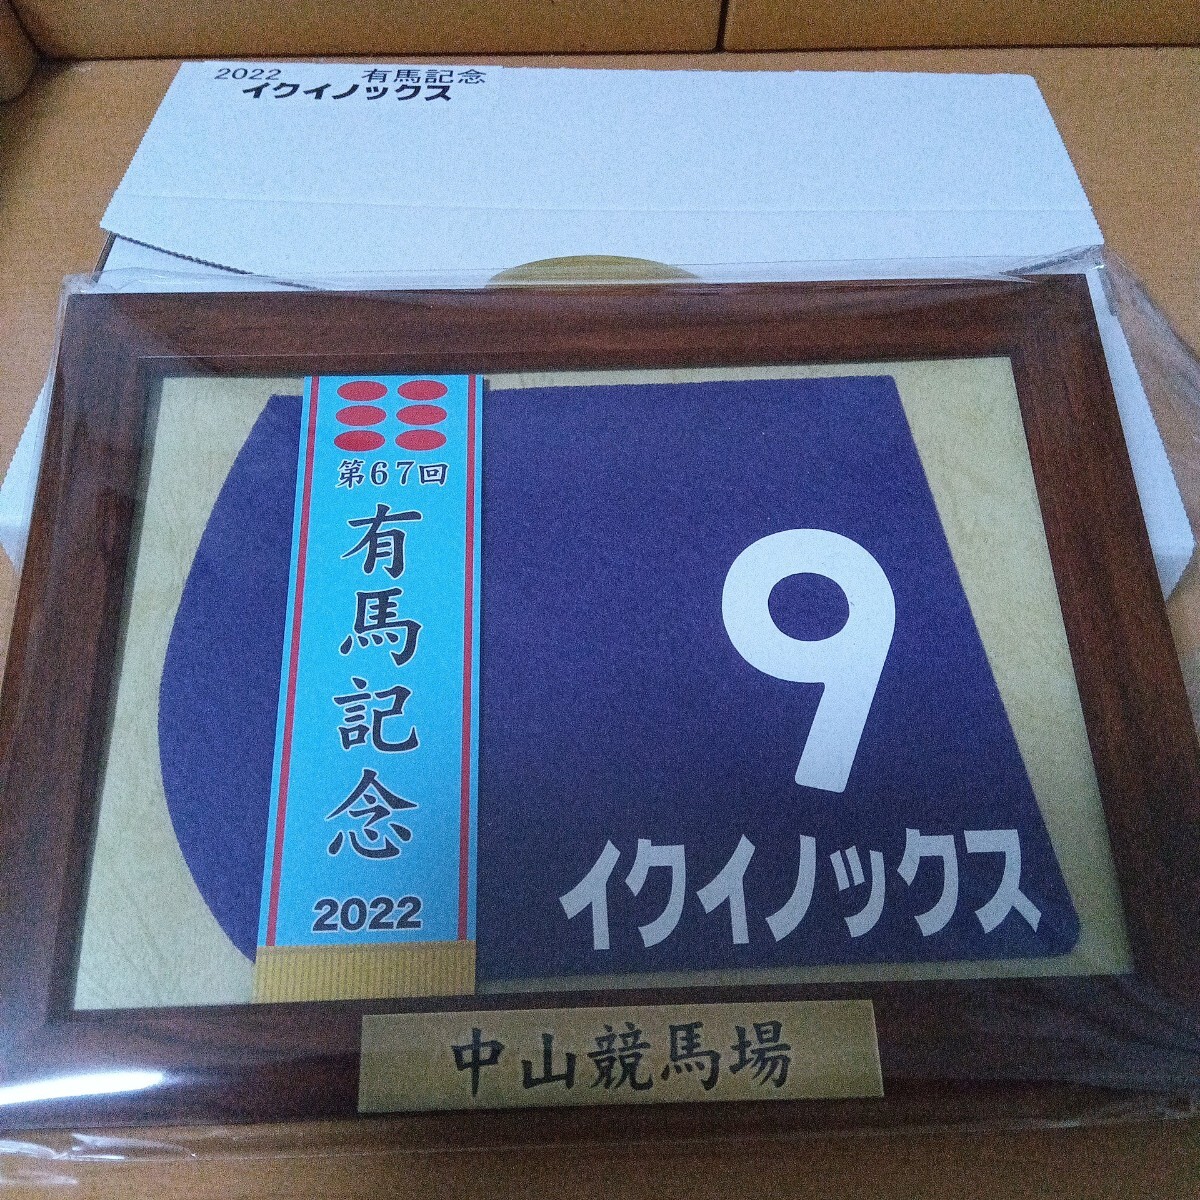 2022 有馬記念
イクイノックス
第67回
有馬記念
2022
9
イクイノックス
中山競馬場